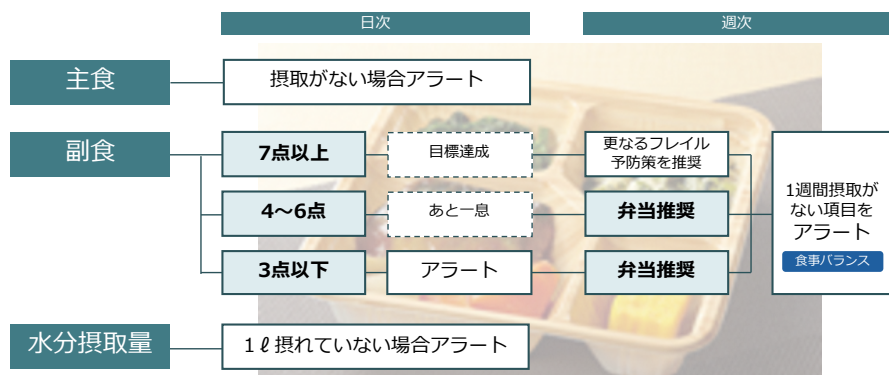 日次
週次
主食
摂取がない場合アラート
副食
7点以上
目標達成
更なるフレイル
予防策を推奨
4～6点
あと一息
弁当推奨
3点以下
アラート
弁当推奨
1週間摂取が
ない項目を
アラート
食事バランス
水分摂取量
1ℓ摂れていない場合アラート